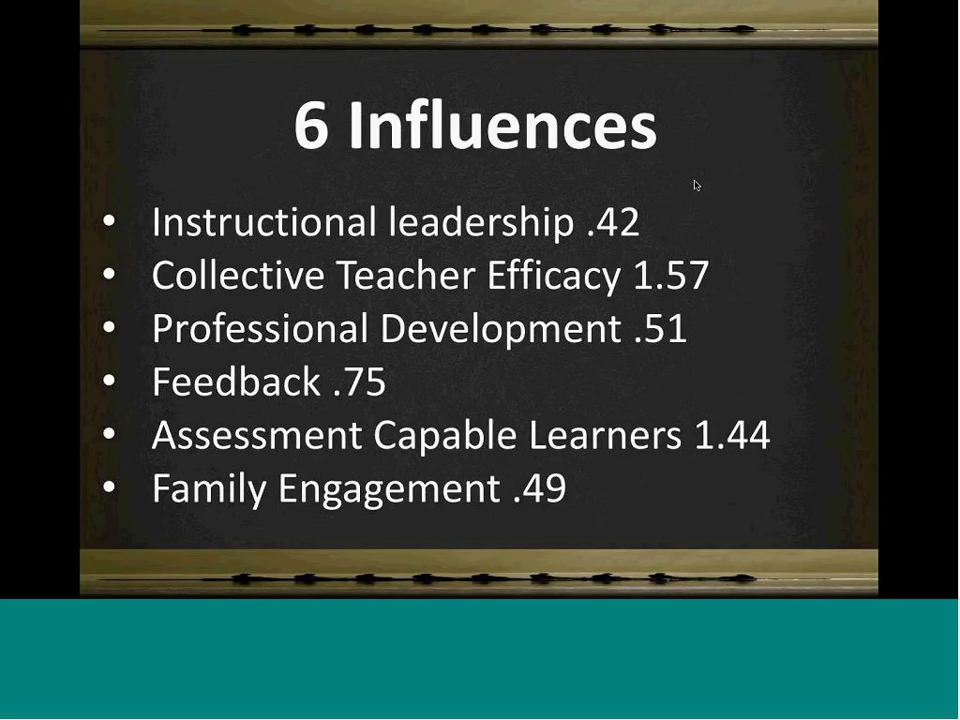 6 Influences
• Instructional leadership .42
• Collective Teacher Efficacy 1.57
• Professional Development .51
• Feedback .75
• Assessment Capable Learners 1.44
• Family Engagement .49